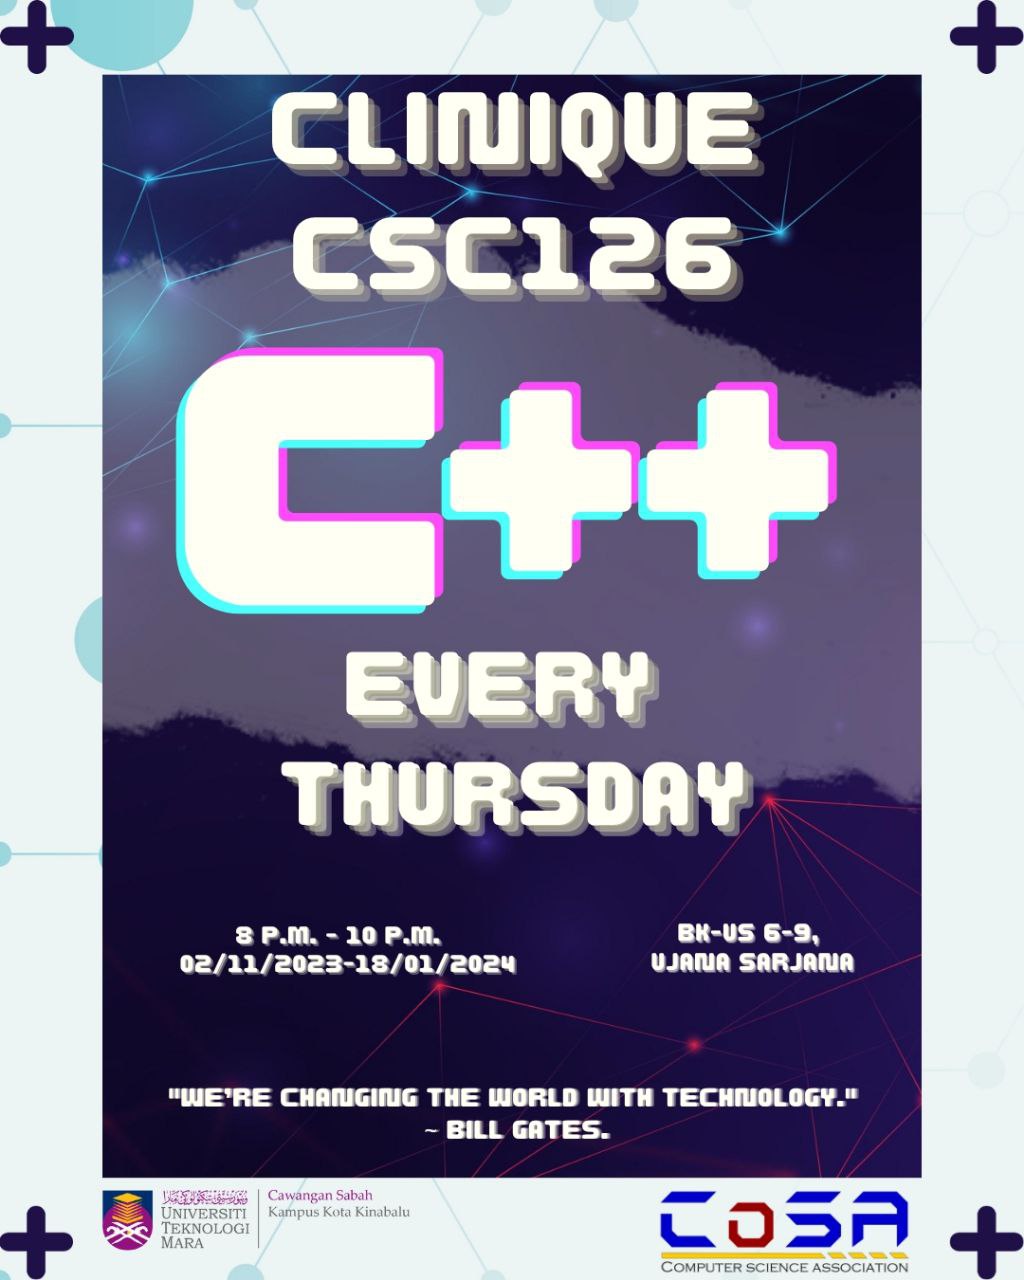 CLINIQUE
CSC126
C++
EVERY
THURSDAY
8 P.M. - 10 P.M.
02/11/2023-18/01/2024
BK-VS 6-9,
UJANA SARJANA
"WE'RE CHANGING THE WORLD WITH TECHNOLOGY."
~ BILL GATES.
UNIVERSITI
TEKNOLOGI
MARA
Cawangan Sabah
Kampus Kota Kinabalu
CoSA
COMPUTER SCIENCE ASSOCIATION